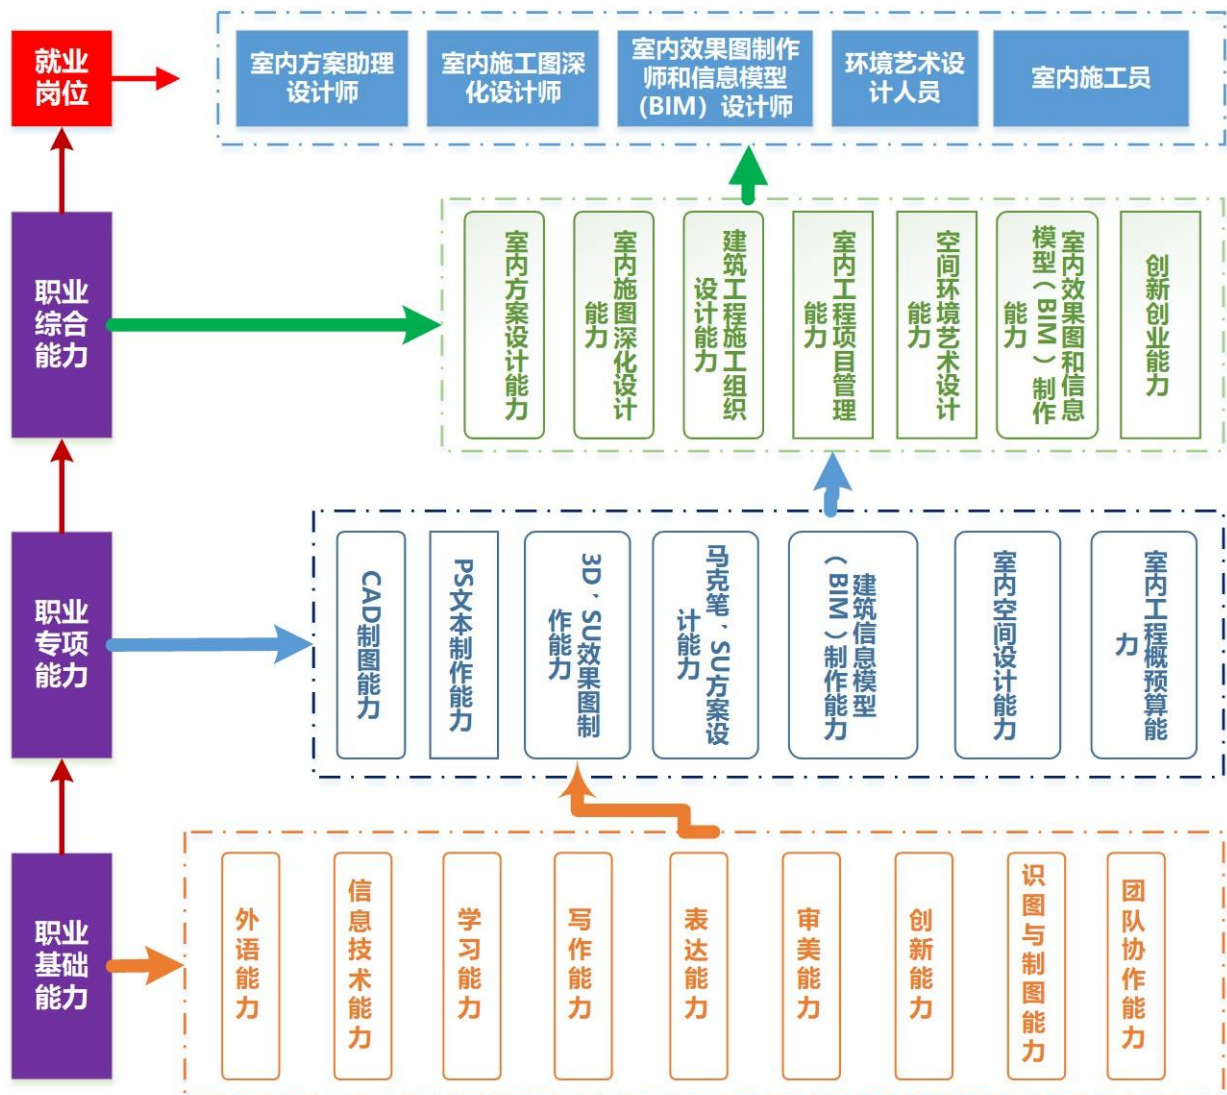 就业
岗位
室内方案助理
设计师
室内施工图深
化设计师
室内效果图制作
师和信息模型
（BIM）设计师
环境艺术设
计人员
室内施工员
职业
综合
能力
室内方案设计能力
室内施图深化设计
能力
建筑工程施工组织
设计能力
室内工程项目管理
能力
空间环境艺术设计
能力
室内效果图和信息
模型（BIM）制作
能力
创新创业能力
职业
专项
能力
CAD制图能力
PS文本制作能力
3D、SU效果图制
作能力
马克笔、SU方案设
计能力
建筑信息模型
（BIM）制作能力
室内空间设计能力
室内工程概预算能
力
职业
基础
能力
外语能力
信息技术能力
学习能力
写作能力
表达能力
审美能力
创新能力
识图与制图能力
团队协作能力